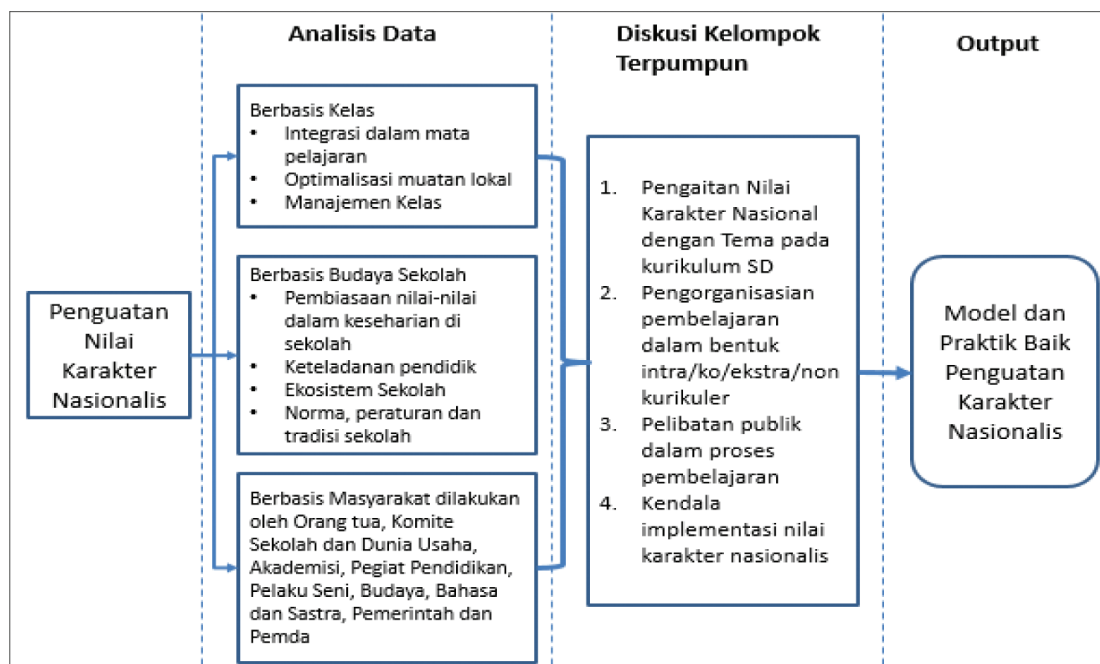 Analisis Data
Diskusi Kelompok
Terpumpun
Output
Penguatan
Nilai
Karakter
Nasionalis
Berbasis Kelas
• Integrasi dalam mata
pelajaran
• Optimalisasi muatan lokal
• Manajemen Kelas
Berbasis Budaya Sekolah
• Pembiasaan nilai-nilai
dalam keseharian di
sekolah
• Keteladanan pendidik
• Ekosistem Sekolah
• Norma, peraturan dan
tradisi sekolah
Berbasis Masyarakat dilakukan
oleh Orang tua, Komite
Sekolah dan Dunia Usaha,
Akademisi, Pegiat Pendidikan,
Pelaku Seni, Budaya, Bahasa
dan Sastra, Pemerintah dan
Pemda
1. Pengaitan Nilai
Karakter Nasional
dengan Tema pada
kurikulum SD
2. Pengorganisasian
pembelajaran
dalam bentuk
intra/ko/ekstra/non
kurikuler
3. Pelibatan publik
dalam proses
pembelajaran
4. Kendala
implementasi nilai
karakter nasionalis
Model dan
Praktik Baik
Penguatan
Karakter
Nasionalis